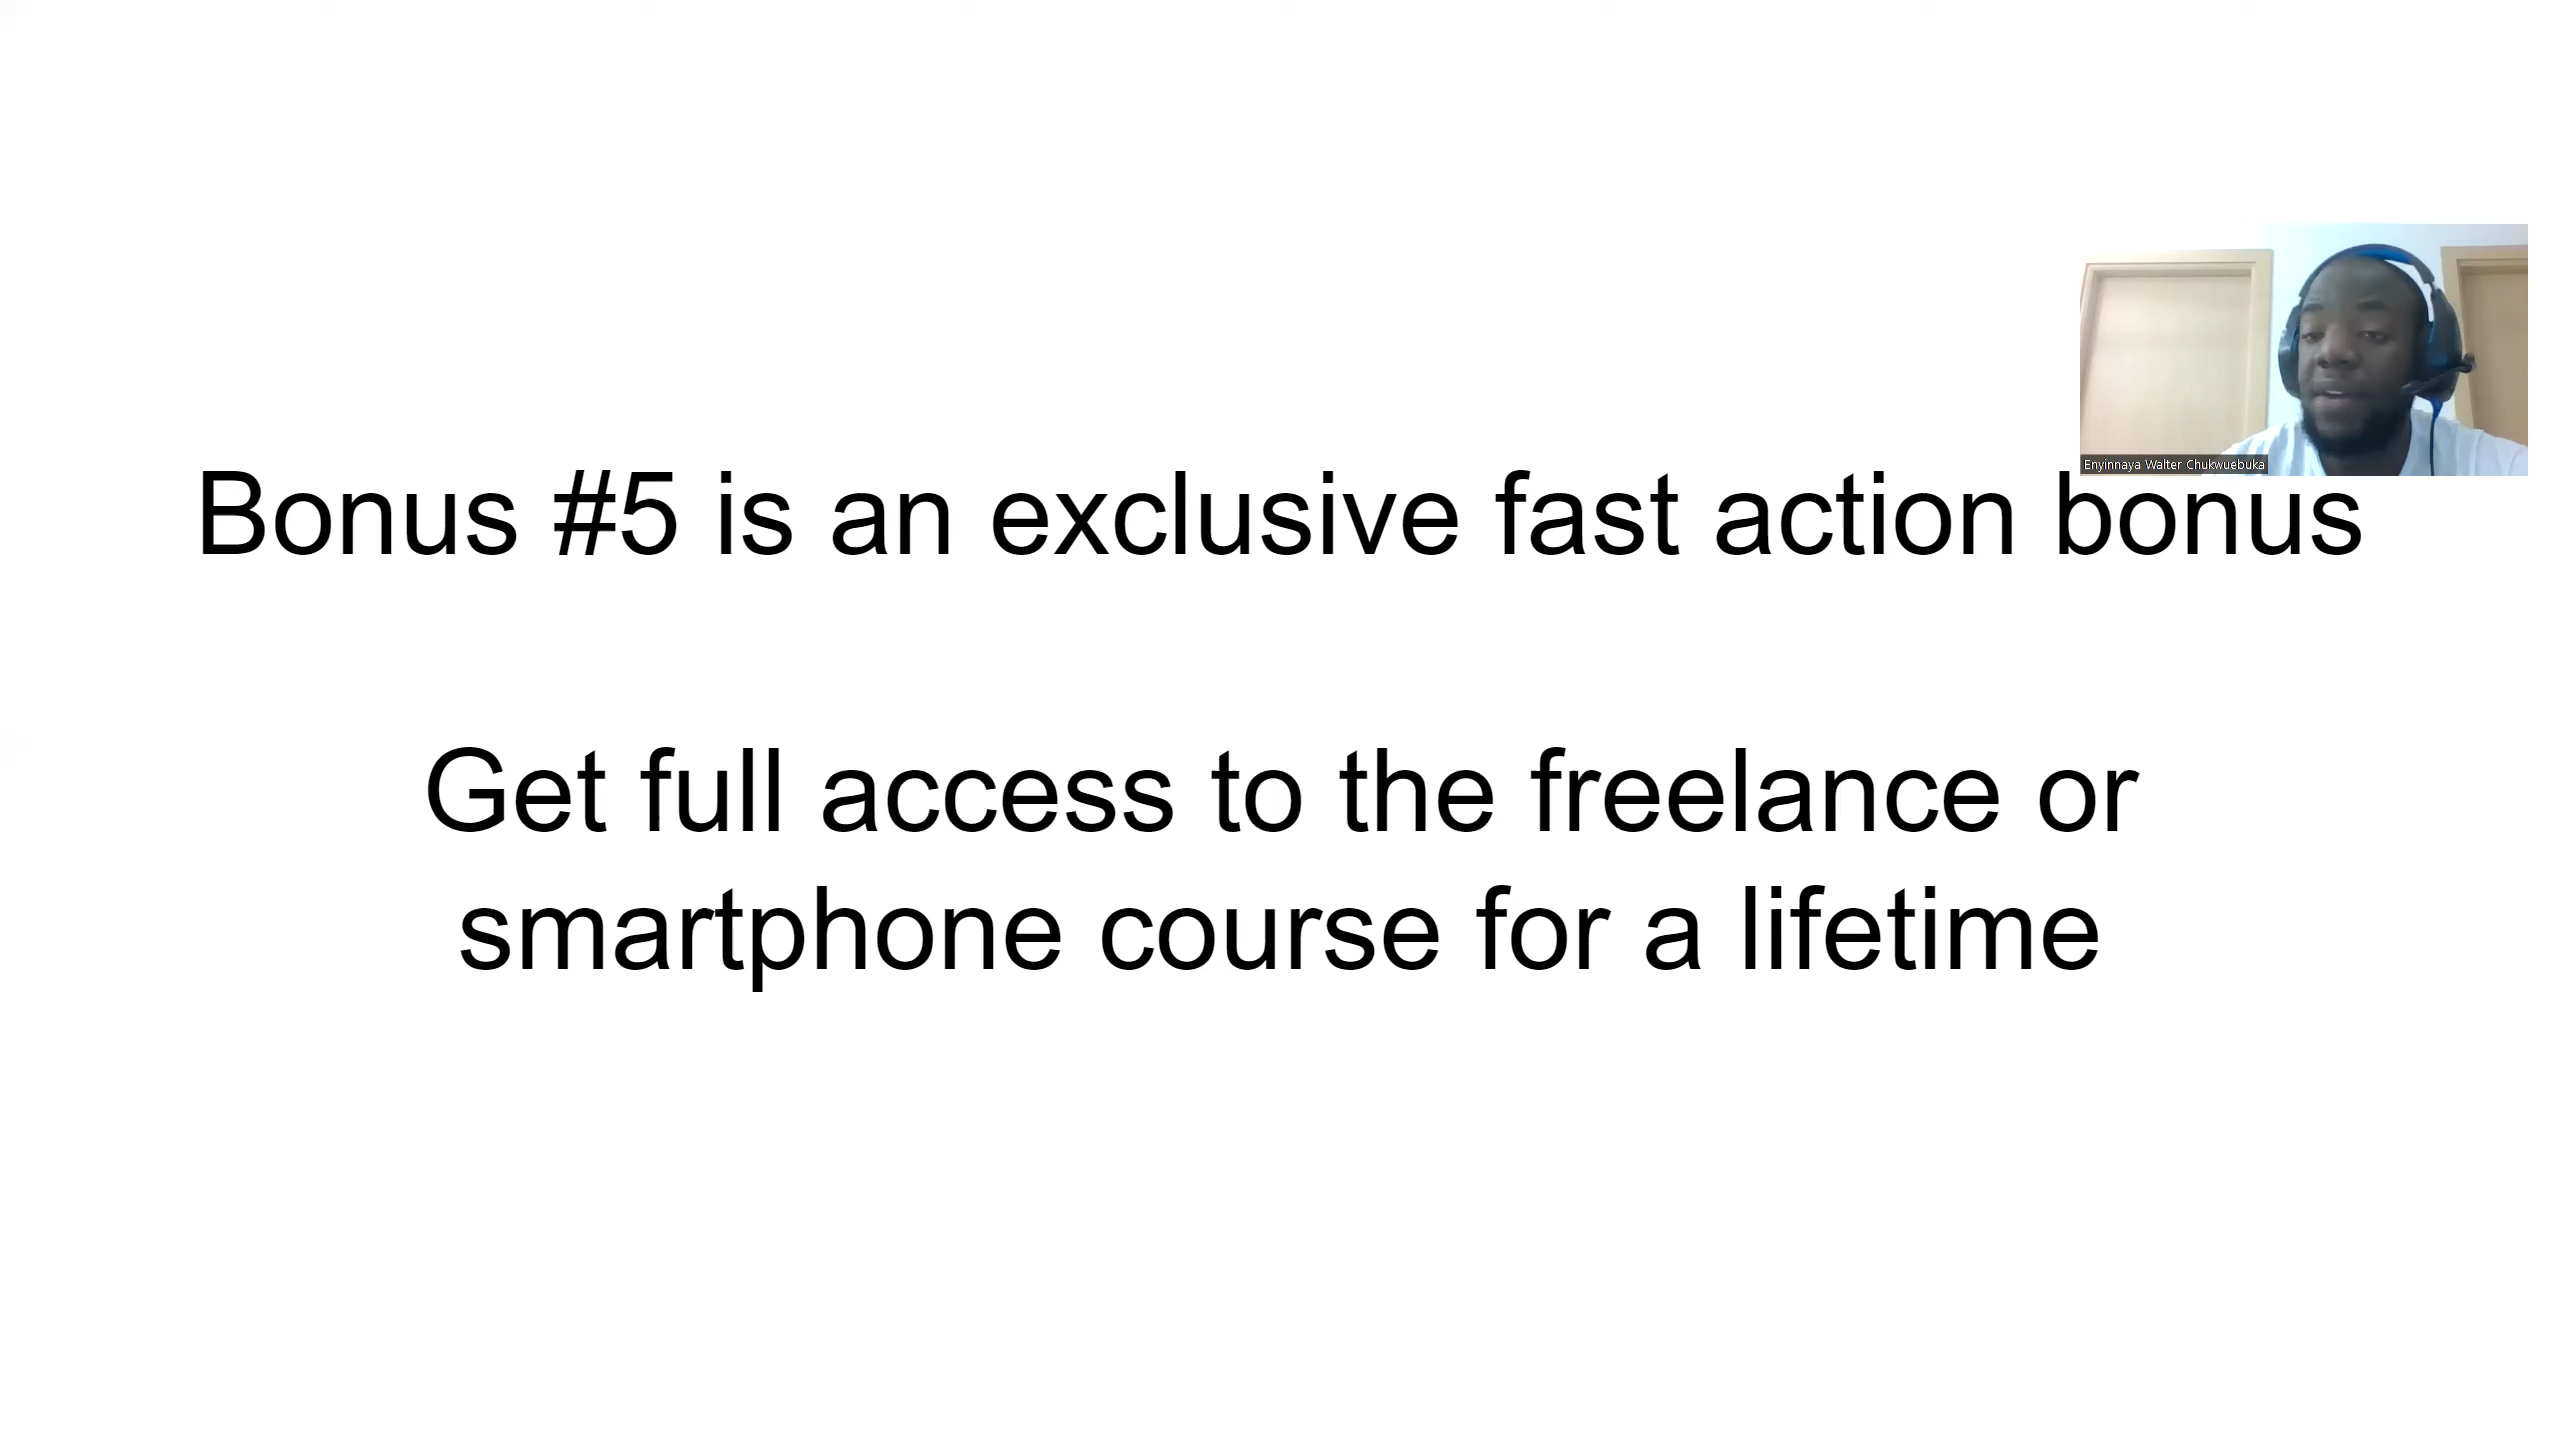 Enyinnaya Walter Chukwuebuka
Bonus #5 is an exclusive fast action bonus
Get full access to the freelance or
smartphone course for a lifetime